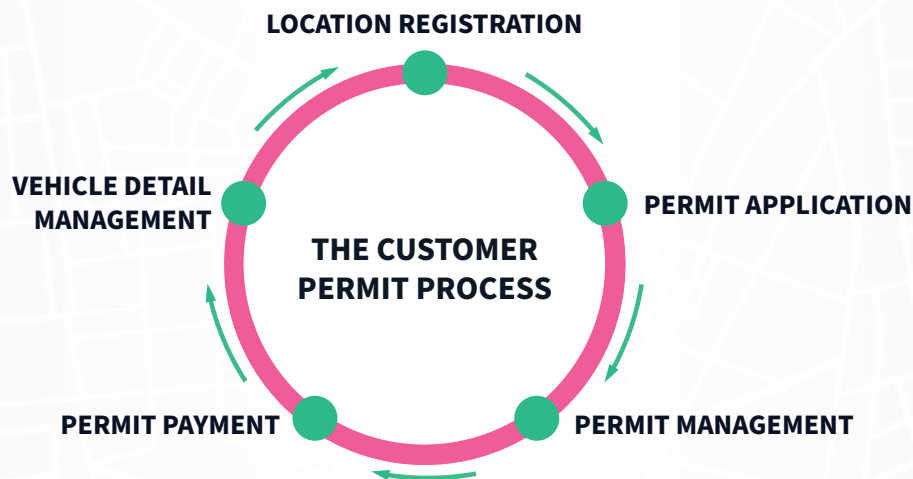 LOCATION REGISTRATION
VEHICLE DETAIL
MANAGEMENT
PERMIT APPLICATION
THE CUSTOMER
PERMIT PROCESS
PERMIT PAYMENT
PERMIT MANAGEMENT